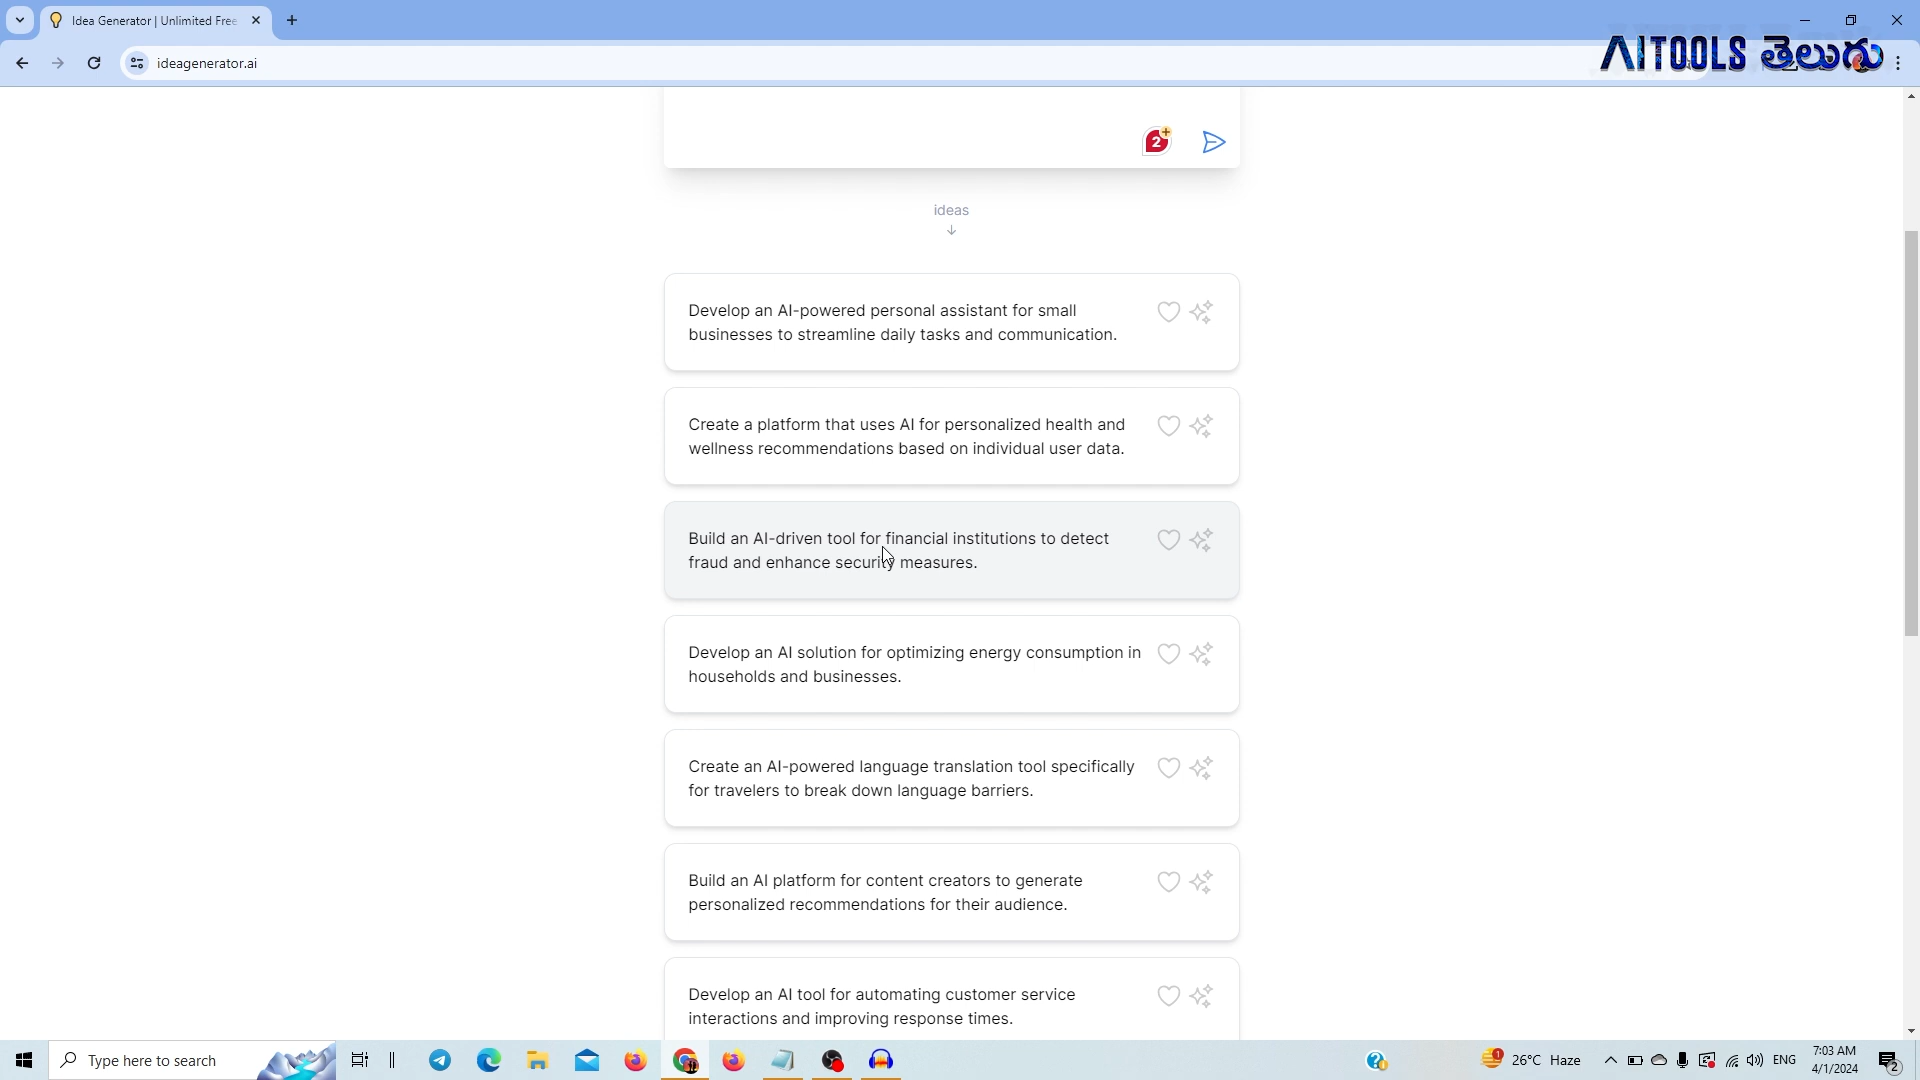 Idea Generator | Unlimited Free
ideagenerator.ai
AITOOLS తెలుగు
2
ideas
Develop an AI-powered personal assistant for small
businesses to streamline daily tasks and communication.
Create a platform that uses AI for personalized health and
wellness recommendations based on individual user data.
Build an AI-driven tool for financial institutions to detect
fraud and enhance security measures.
Develop an AI solution for optimizing energy consumption in
households and businesses.
Create an AI-powered language translation tool specifically
for travelers to break down language barriers.
Build an AI platform for content creators to generate
personalized recommendations for their audience.
Develop an AI tool for automating customer service
interactions and improving response times.
Type here to search
1
26°C Haze
ENG
7:03 AM
4/1/2024
2